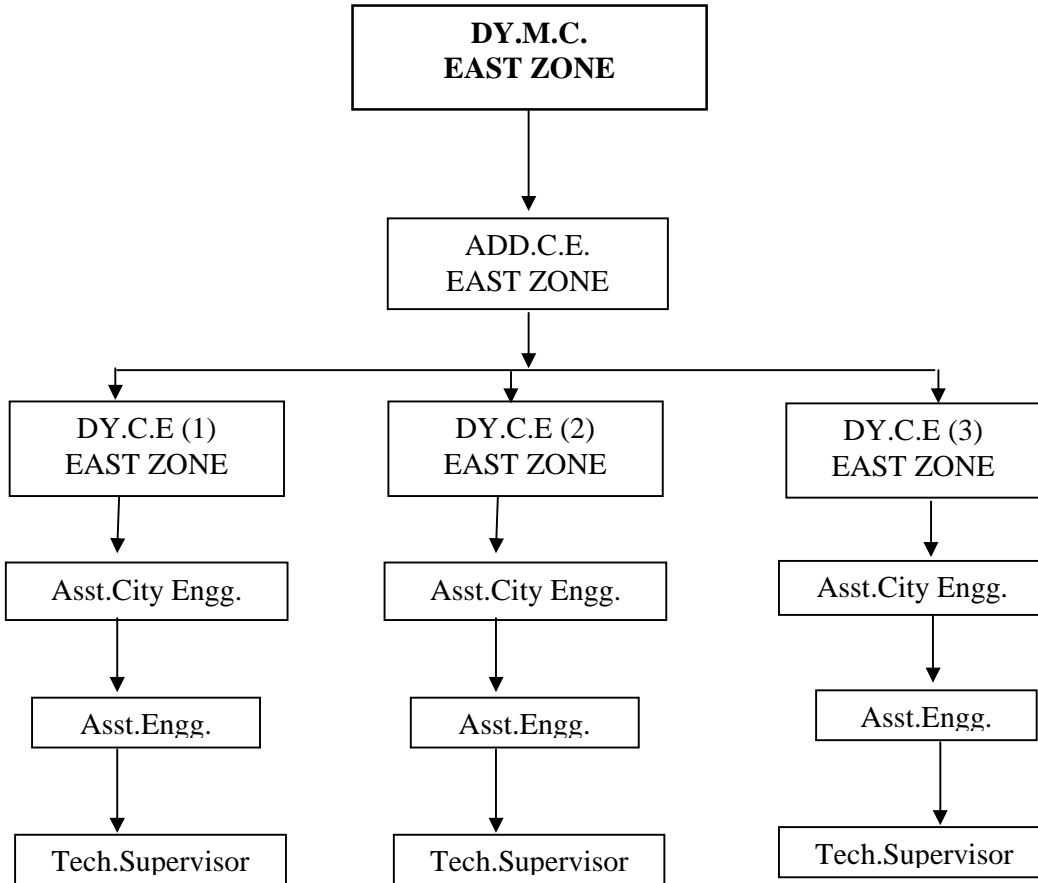 DY.M.C.
EAST ZONE
ADD.C.E.
EAST ZONE
DY.C.E (1)
EAST ZONE
DY.C.E (2)
EAST ZONE
DY.C.E (3)
EAST ZONE
Asst.City Engg.
Asst.City Engg.
Asst.City Engg.
Asst.Engg.
Asst.Engg.
Asst.Engg.
Tech.Supervisor
Tech.Supervisor
Tech.Supervisor